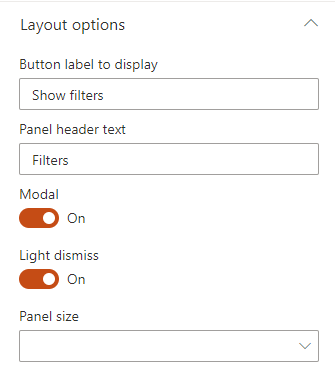 Layout options
Button label to display
Show filters
Panel header text
Filters
Modal
On
Light dismiss
On
Panel size